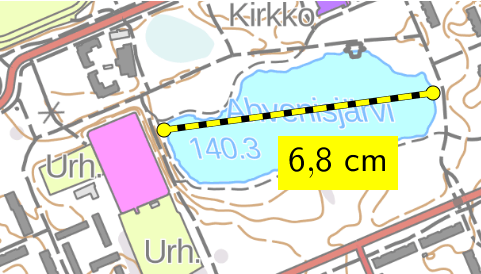 Kirkko
Ahvenisjärvi
140.3
6,8 cm
Urh.
Urh.